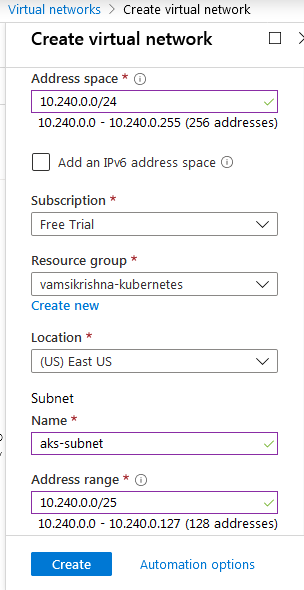 Virtual networks > Create virtual network
Create virtual network
Address space *
10.240.0.0/24
10.240.0.0 - 10.240.0.255 (256 addresses)
Add an IPv6 address space
Subscription *
Free Trial
Resource group *
vamsikrishna-kubernetes
Create new
Location *
(US) East US
Subnet
Name *
aks-subnet
Address range *
10.240.0.0/25
10.240.0.0 - 10.240.0.127 (128 addresses)
Create Automation options